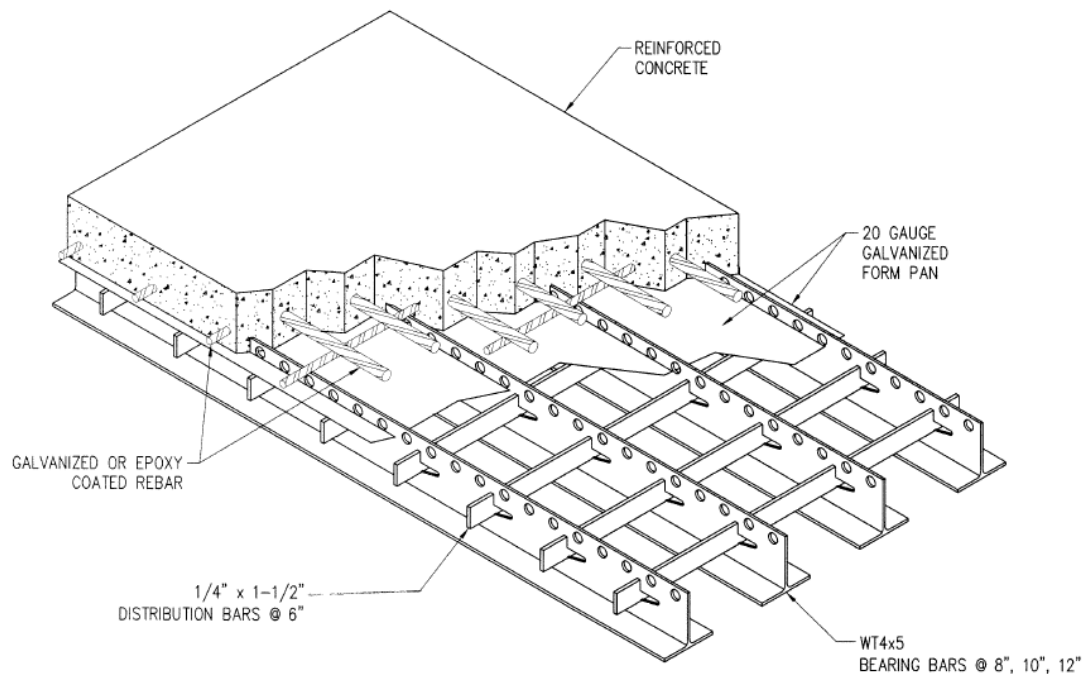 REINFORCED
CONCRETE
20 GAUGE
GALVANIZED
FORM PAN
GALVANIZED OR EPOXY
COATED REBAR
1/4" x 1-1/2"
DISTRIBUTION BARS @ 6"
WT4x5
BEARING BARS @ 8", 10", 12"